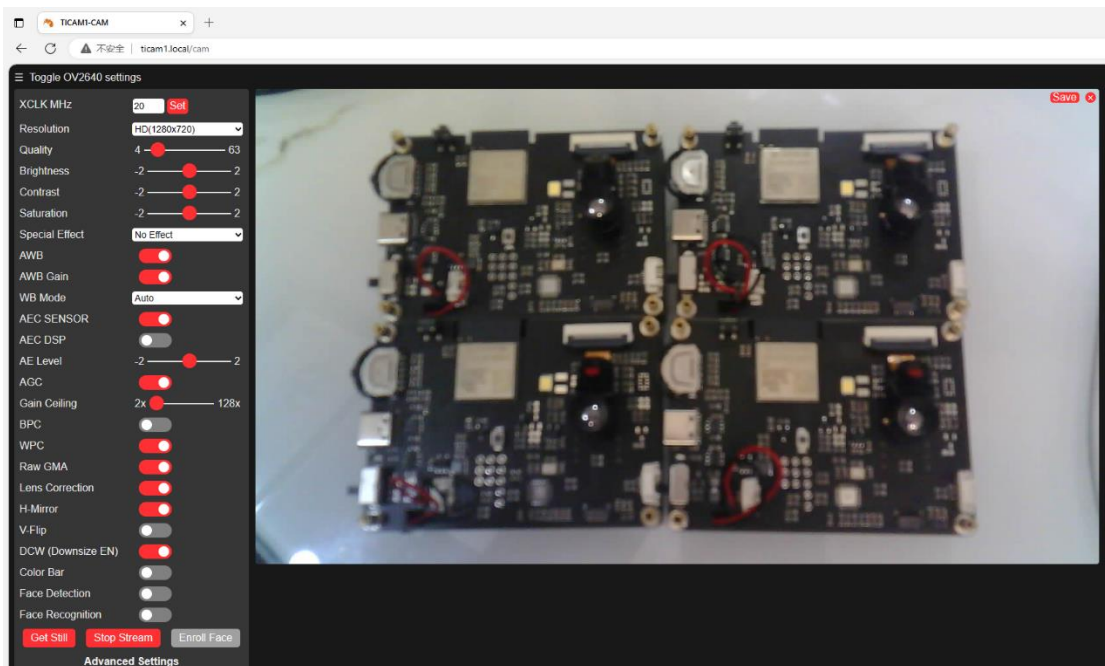 TICAM1-CAM
不安全 | ticam1.local/cam
☰ Toggle OV2640 settings
XCLK MHz 20 Set
Resolution HD(1280x720)
Quality 4 63
Brightness -2 2
Contrast -2 2
Saturation -2 2
Special Effect No Effect
AWB
AWB Gain
WB Mode Auto
AEC SENSOR
AEC DSP
AE Level -2 2
AGC
Gain Ceiling 2x 128x
BPC
WPC
Raw GMA
Lens Correction
H-Mirror
V-Flip
DCW (Downsize EN)
Color Bar
Face Detection
Face Recognition
Get Still Stop Stream Enroll Face
Advanced Settings
Save ×